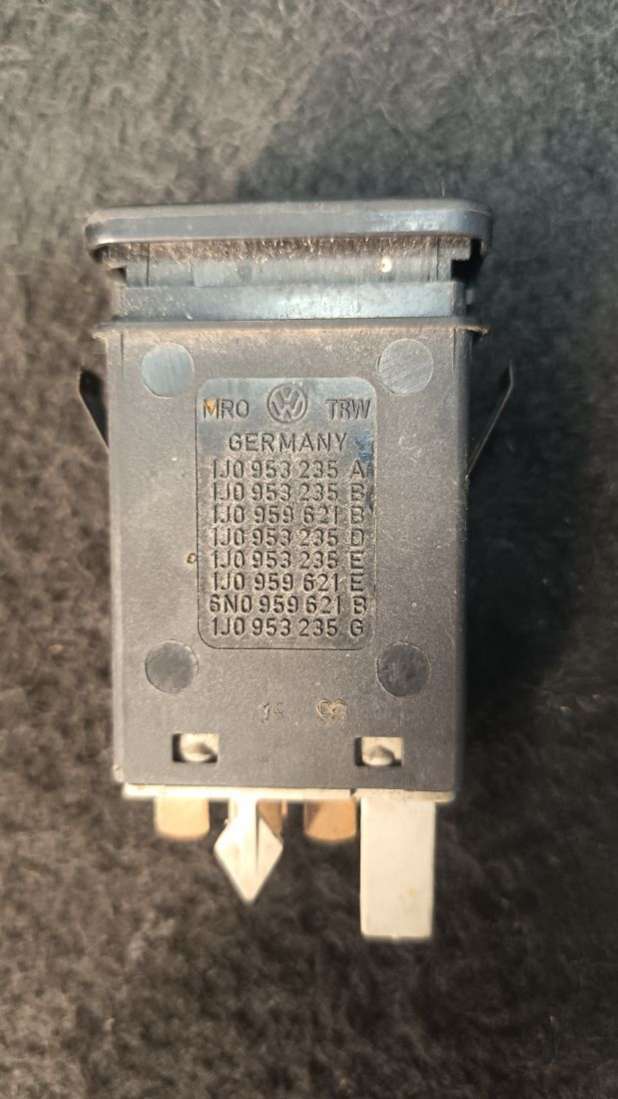 MRO VW TRW
GERMANY
1J0 953 235 A
1J0 953 235 B
1J0 959 621 B
1J0 953 235 D
1J0 953 235 E
1J0 959 621 E
6N0 959 621 B
1J0 953 235 G